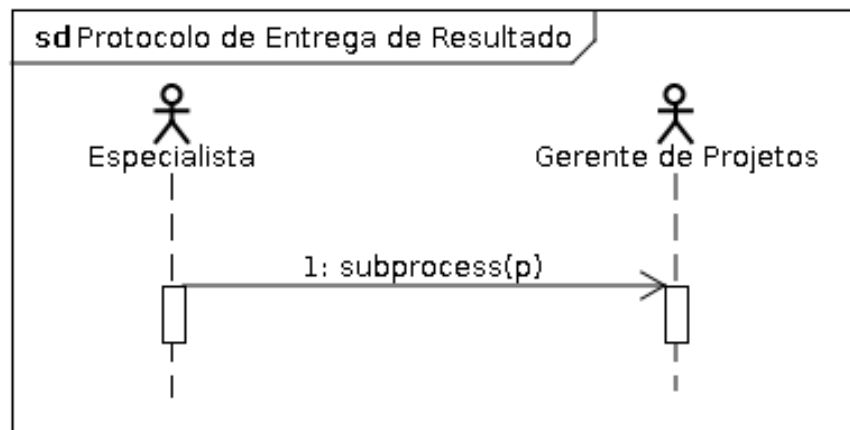 sd Protocolo de Entrega de Resultado
Especialista
Gerente de Projetos
1: subprocess(p)